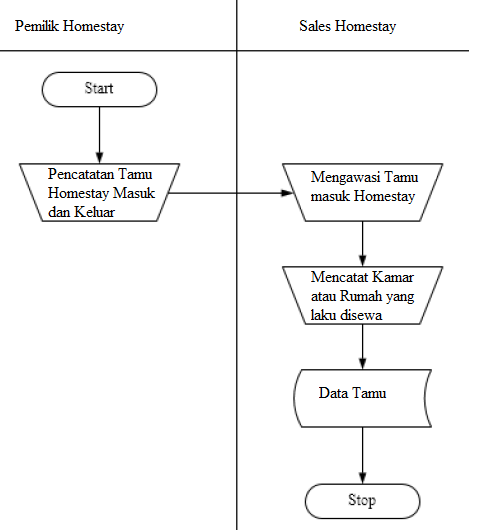 Pemilik Homestay
Sales Homestay
Start
Pencatatan Tamu
Homestay Masuk
dan Keluar
Mengawasi Tamu
masuk Homestay
Mencatat Kamar
atau Rumah yang
laku disewa
Data Tamu
Stop